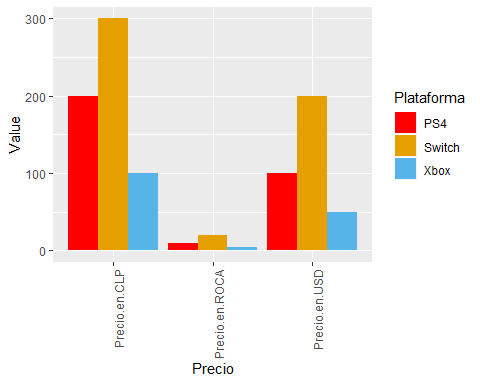 300
200
100
0
Value
Precio.en.CLP
Precio.en.ROCA
Precio.en.USD
Precio
Plataforma
PS4
Switch
Xbox